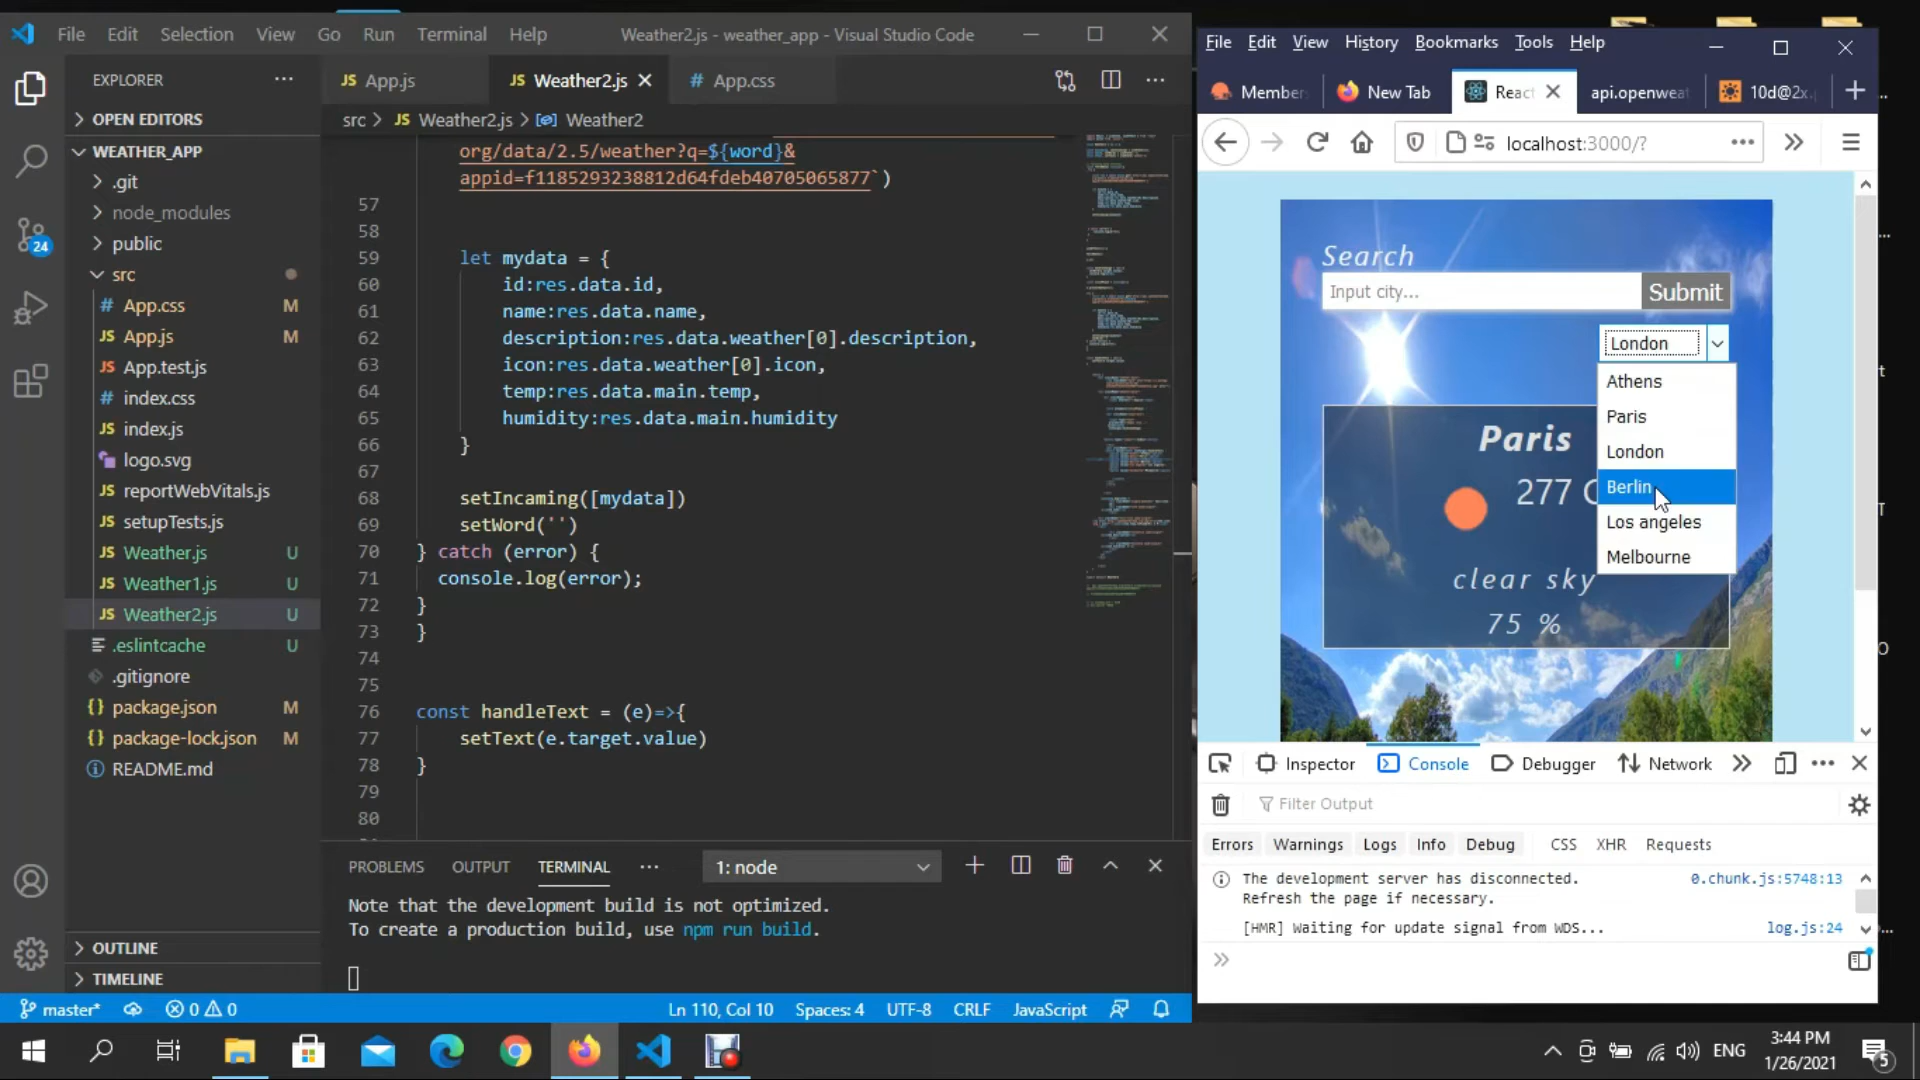 File Edit Selection View Go Run Terminal Help
Weather2.js - weather_app - Visual Studio Code
EXPLORER
OPEN EDITORS
WEATHER_APP
.git
node_modules
public
src
# App.css M
JS App.js M
JS App.test.js
# index.css
JS index.js
logo.svg
JS reportWebVitals.js
JS setupTests.js
JS Weather.js U
JS Weather1.js U
JS Weather2.js U
.eslintcache U
.gitignore
{} package.json M
{} package-lock.json M
README.md
OUTLINE
TIMELINE
24
JS App.js
JS Weather2.js
# App.css
src > JS Weather2.js > Weather2
org/data/2.5/weather?q=${word}&
appid=f1185293238812d64fdeb40705065877`)
57
58
59 let mydata = {
60 id:res.data.id,
61 name:res.data.name,
62 description:res.data.weather[0].description,
63 icon:res.data.weather[0].icon,
64 temp:res.data.main.temp,
65 humidity:res.data.main.humidity
66 }
67
68 setIncoming([mydata])
69 setWord('')
70 } catch (error) {
71 console.log(error);
72 }
73 }
74
75
76 const handleText = (e)=>{
77 setText(e.target.value)
78 }
79
80
PROBLEMS OUTPUT TERMINAL ··· 1: node
Note that the development build is not optimized.
To create a production build, use npm run build.
master* 0 0 Ln 110, Col 10 Spaces: 4 UTF-8 CRLF JavaScript
File Edit View History Bookmarks Tools Help
Member New Tab React api.openweat 10d@2x.
localhost:3000/?
Search
Input city... Submit
London
Athens
Paris
London
Berlin
Los angeles
Melbourne
Paris
277 C
clear sky
75 %
Inspector Console Debugger Network
Filter Output
Errors Warnings Logs Info Debug CSS XHR Requests
The development server has disconnected. 0.chunk.js:5748:13
Refresh the page if necessary.
[HMR] Waiting for update signal from WDS... log.js:24
ENG
3:44 PM
1/26/2021
5